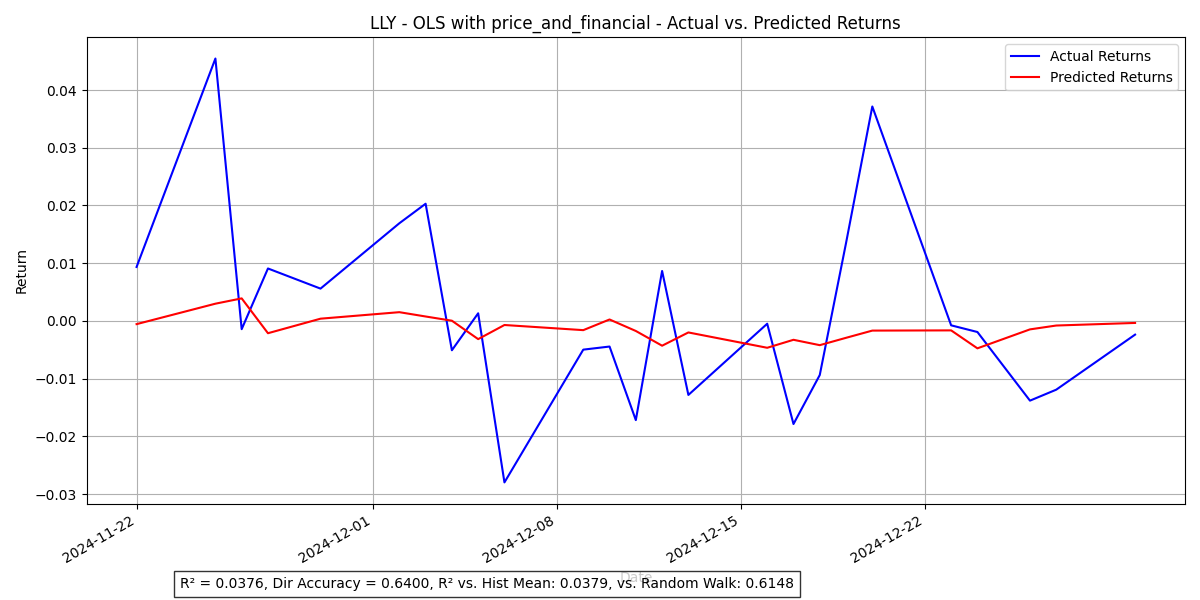 LLY - OLS with price_and_financial - Actual vs. Predicted Returns
Actual Returns
Predicted Returns
Return
0.04
0.03
0.02
0.01
0.00
−0.01
−0.02
−0.03
2024-11-22
2024-12-01
2024-12-08
2024-12-15
2024-12-22
Date
R² = 0.0376, Dir Accuracy = 0.6400, R² vs. Hist Mean: 0.0379, vs. Random Walk: 0.6148